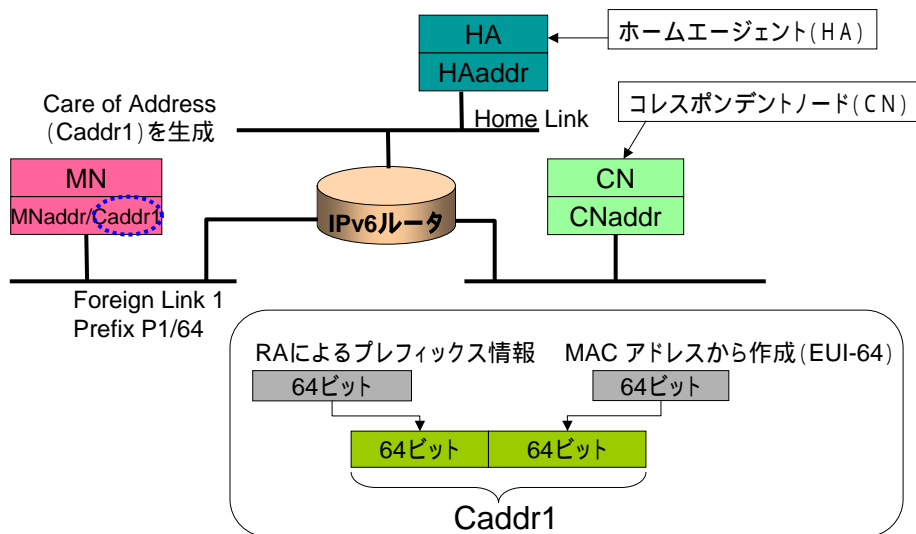 HA
HAaddr
ホームエージェント(HA)
Care of Address
(Caddr1)を生成
Home Link
コレスポンデントノード(CN)
MN
MNaddr/Caddr1
IPv6ルータ
CN
CNaddr
Foreign Link 1
Prefix P1/64
RAによるプレフィックス情報
MAC アドレスから作成(EUI-64)
64ビット
64ビット
64ビット
64ビット
Caddr1